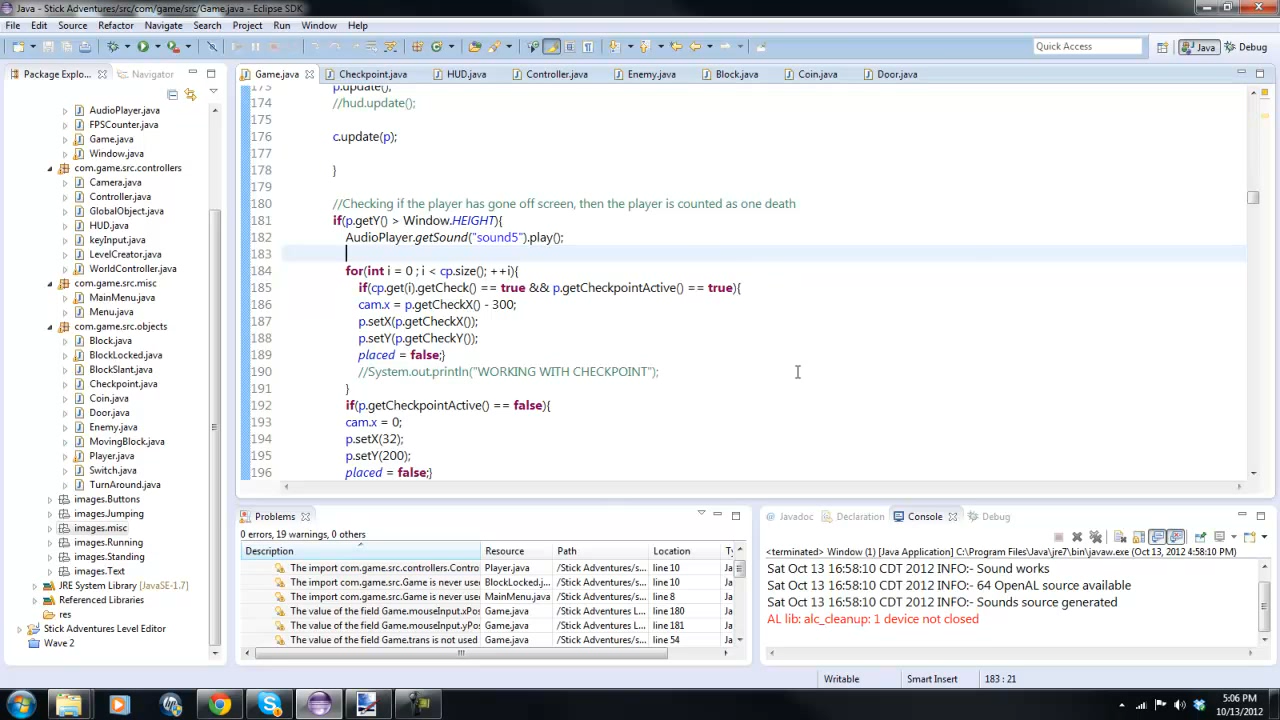 Java - Stick Adventures/src/com/game/src/Game.java - Eclipse SDK
File Edit Source Refactor Navigate Search Project Run Window Help
Quick Access Java Debug
Package Explo... Navigator
AudioPlayer.java
FPSCounter.java
Game.java
Window.java
com.game.src.controllers
Camera.java
Controller.java
GlobalObject.java
HUD.java
keyInput.java
LevelCreator.java
WorldController.java
com.game.src.misc
MainMenu.java
Menu.java
com.game.src.objects
Block.java
BlockLocked.java
BlockSlant.java
Checkpoint.java
Coin.java
Door.java
Enemy.java
MovingBlock.java
Player.java
Switch.java
TurnAround.java
images.Buttons
images.Jumping
images.misc
images.Running
images.Standing
images.Text
JRE System Library [JavaSE-1.7]
Referenced Libraries
res
Stick Adventures Level Editor
Wave 2
Game.java Checkpoint.java HUD.java Controller.java Enemy.java Block.java Coin.java Door.java
173 p.update();
174 //hud.update();
175
176 c.update(p);
177
178 }
179
180 //Checking if the player has gone off screen, then the player is counted as one death
181 if(p.getY() > Window.HEIGHT){
182 AudioPlayer.getSound("sound5").play();
183
184 for(int i = 0 ; i < cp.size(); ++i){
185 if(cp.get(i).getCheck() == true && p.getCheckpointActive() == true){
186 cam.x = p.getCheckX() - 300;
187 p.setX(p.getCheckX());
188 p.setY(p.getCheckY());
189 placed = false;}
190 //System.out.println("WORKING WITH CHECKPOINT");
191 }
192 if(p.getCheckpointActive() == false){
193 cam.x = 0;
194 p.setX(32);
195 p.setY(200);
196 placed = false;}
Problems
0 errors, 19 warnings, 0 others
Description Resource Path Location Ty
The import com.game.src.controllers.Contro Player.java /Stick Adventures/s... line 10 Ja
The import com.game.src.Game is never use BlockLocked.j... /Stick Adventures/s... line 10 Ja
The import com.game.src.Game is never use MainMenu.java /Stick Adventures/s... line 8 Ja
The value of the field Game.mouseInput.xPos Game.java /Stick Adventures L... line 180 Ja
The value of the field Game.mouseInput.yPos Game.java /Stick Adventures L... line 181 Ja
The value of the field Game.trans is not used Game.java /Stick Adventures/s... line 54 Ja
Javadoc Declaration Console Debug
<terminated> Window (1) [Java Application] C:\Program Files\Java\jre7\bin\javaw.exe (Oct 13, 2012 4:58:10 PM)
Sat Oct 13 16:58:10 CDT 2012 INFO:- Sound works
Sat Oct 13 16:58:10 CDT 2012 INFO:- 64 OpenAL source available
Sat Oct 13 16:58:10 CDT 2012 INFO:- Sounds source generated
AL lib: alc_cleanup: 1 device not closed
Writable Smart Insert 183 : 21
5:06 PM
10/13/2012